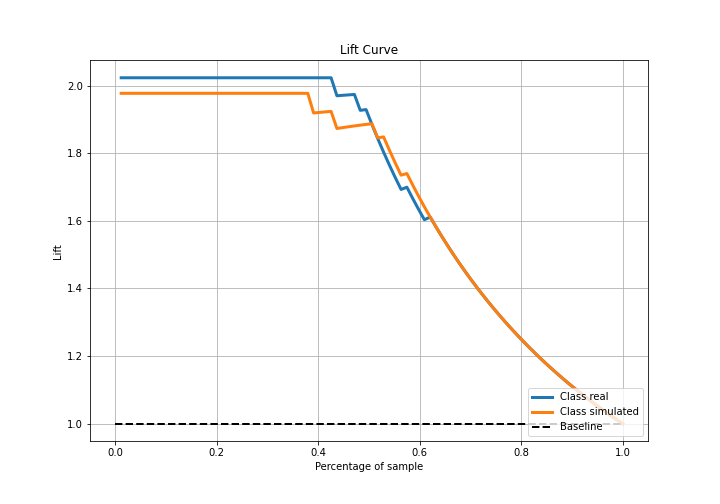 Lift Curve
Lift
2.0
1.8
1.6
1.4
1.2
1.0
0.0
0.2
0.4
0.6
0.8
1.0
Percentage of sample
Class real
Class simulated
Baseline